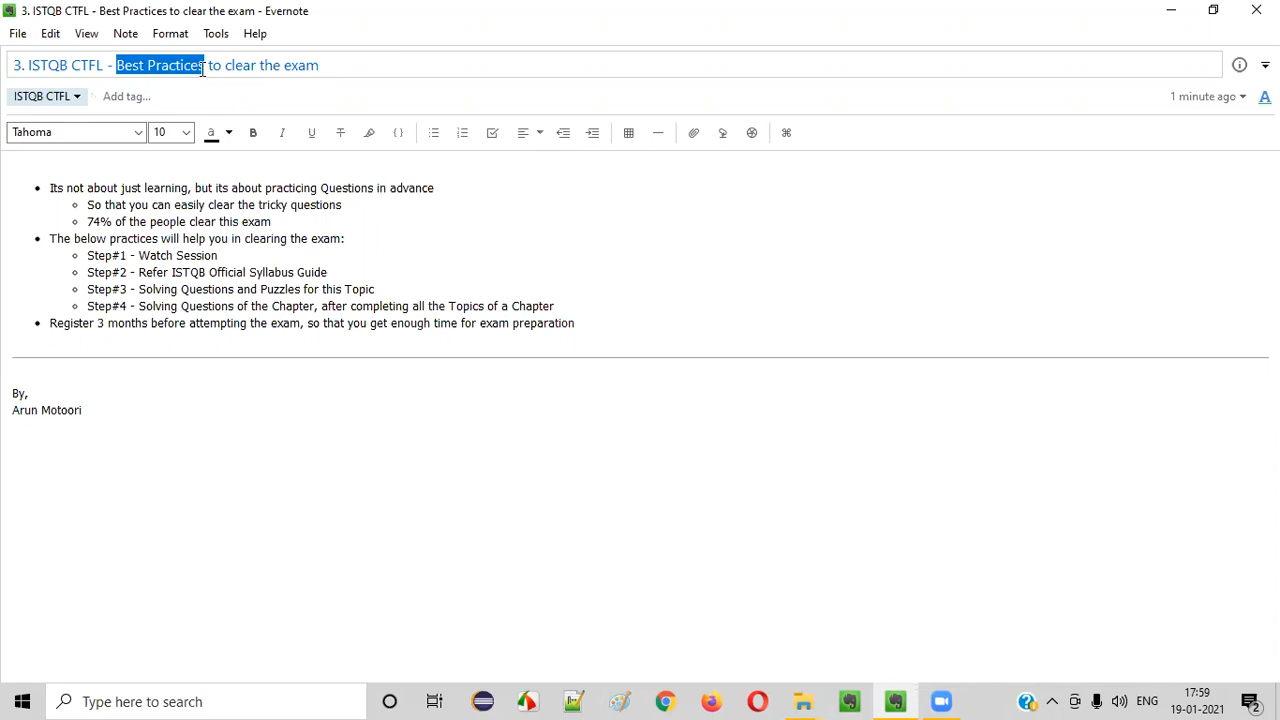 3. ISTQB CTFL - Best Practices to clear the exam - Evernote
File Edit View Note Format Tools Help
3. ISTQB CTFL - Best Practices to clear the exam
ISTQB CTFL Add tag... 1 minute ago A
Tahoma 10 a B I U T { }
Its not about just learning, but its about practicing Questions in advance
So that you can easily clear the tricky questions
74% of the people clear this exam
The below practices will help you in clearing the exam:
Step#1 - Watch Session
Step#2 - Refer ISTQB Official Syllabus Guide
Step#3 - Solving Questions and Puzzles for this Topic
Step#4 - Solving Questions of the Chapter, after completing all the Topics of a Chapter
Register 3 months before attempting the exam, so that you get enough time for exam preparation
By,
Arun Motoori
Type here to search
ENG
17:59
19-01-2021
2